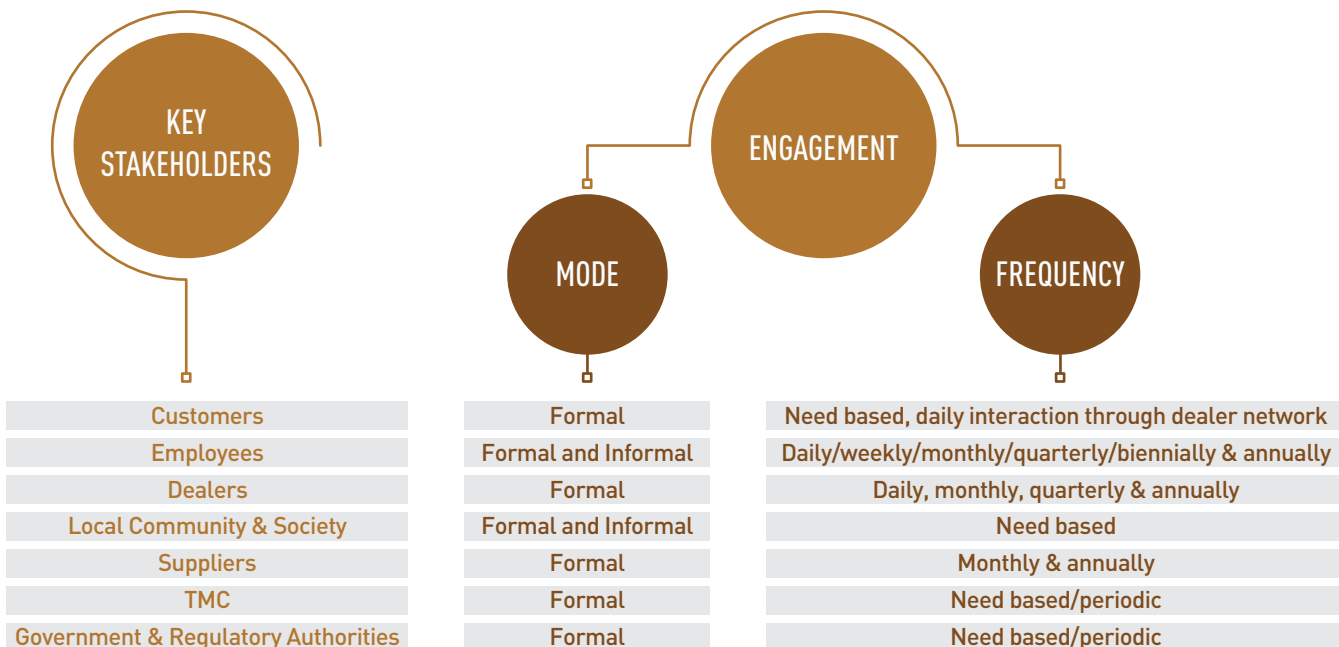 KEY
STAKEHOLDERS
ENGAGEMENT
MODE
FREQUENCY
Customers Formal Need based, daily interaction through dealer network
Employees Formal and Informal Daily/weekly/monthly/quarterly/biennially & annually
Dealers Formal Daily, monthly, quarterly & annually
Local Community & Society Formal and Informal Need based
Suppliers Formal Monthly & annually
TMC Formal Need based/periodic
Government & Regulatory Authorities Formal Need based/periodic